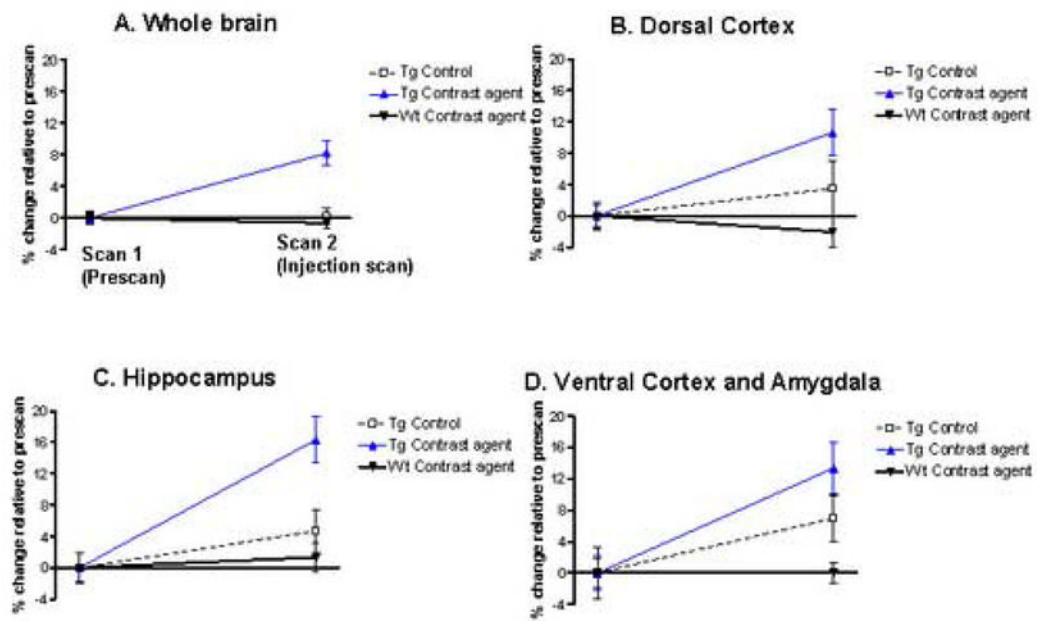 A. Whole brain
% change relative to prescan
20
16
12
8
4
0
-4
Tg Control
Tg Contrast agent
Wt Contrast agent
Scan 1
(Prescan)
Scan 2
(Injection scan)
B. Dorsal Cortex
% change relative to prescan
20
16
12
8
4
0
-4
Tg Control
Tg Contrast agent
Wt Contrast agent
C. Hippocampus
% change relative to prescan
20
16
12
8
4
0
-4
Tg Control
Tg Contrast agent
Wt Contrast agent
D. Ventral Cortex and Amygdala
% change relative to prescan
20
16
12
8
4
0
-4
Tg Control
Tg Contrast agent
Wt Contrast agent